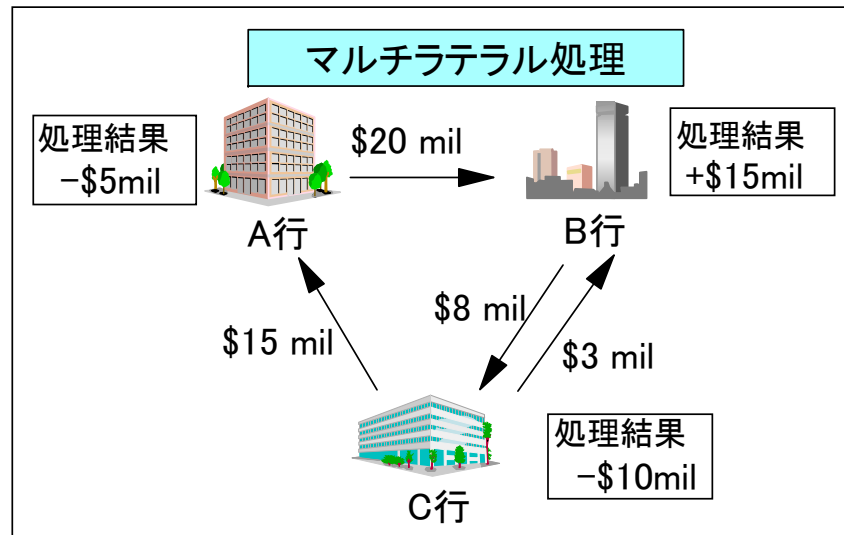 マルチラテラル処理
処理結果
−$5mil
$20 mil
処理結果
+$15mil
A行
B行
$15 mil
$8 mil
$3 mil
処理結果
−$10mil
C行